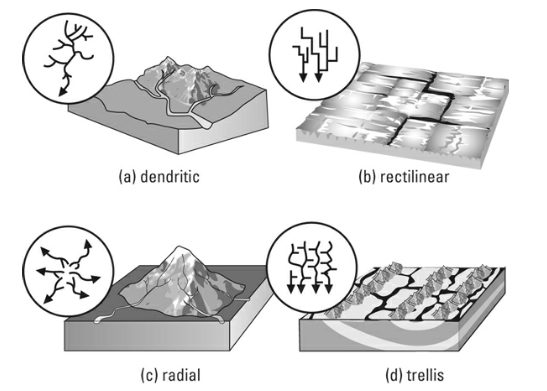 (a) dendritic
(b) rectilinear
(c) radial
(d) trellis